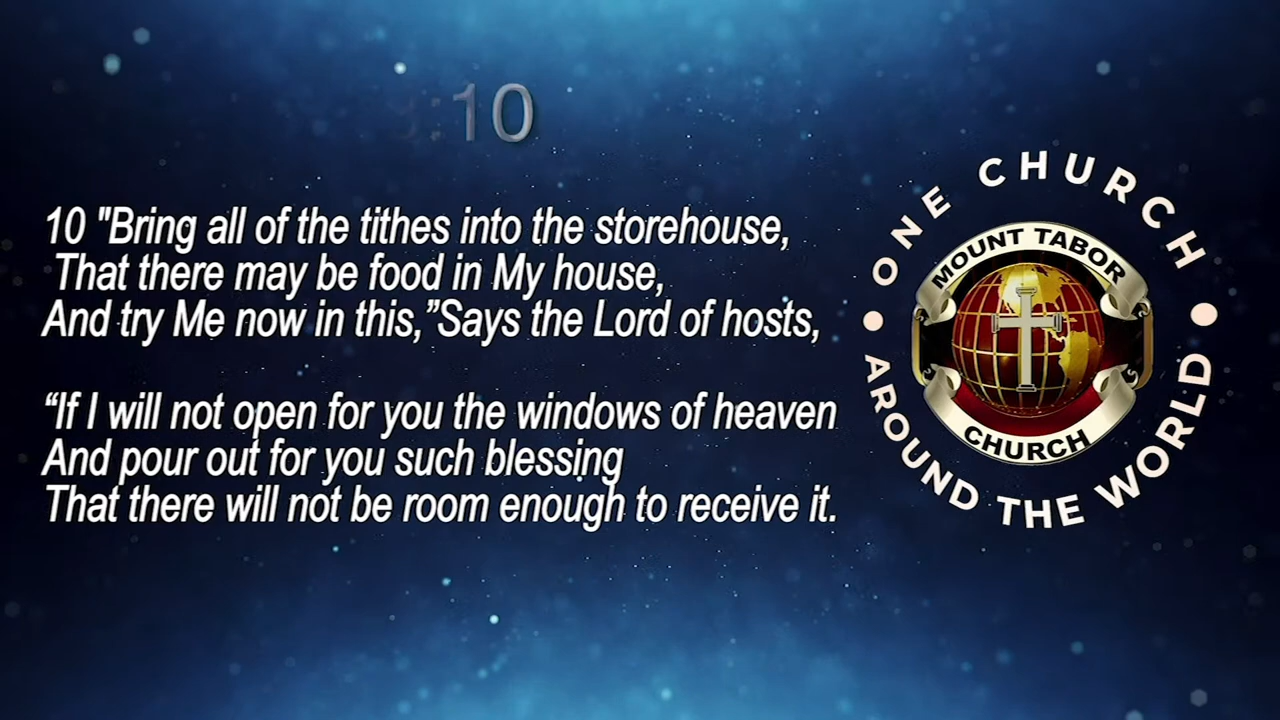 :10
10 "Bring all of the tithes into the storehouse,
That there may be food in My house,
And try Me now in this,”Says the Lord of hosts,
“If I will not open for you the windows of heaven
And pour out for you such blessing
That there will not be room enough to receive it.
ONE CHURCH
MOUNT TABOR
CHURCH
AROUND THE WORLD